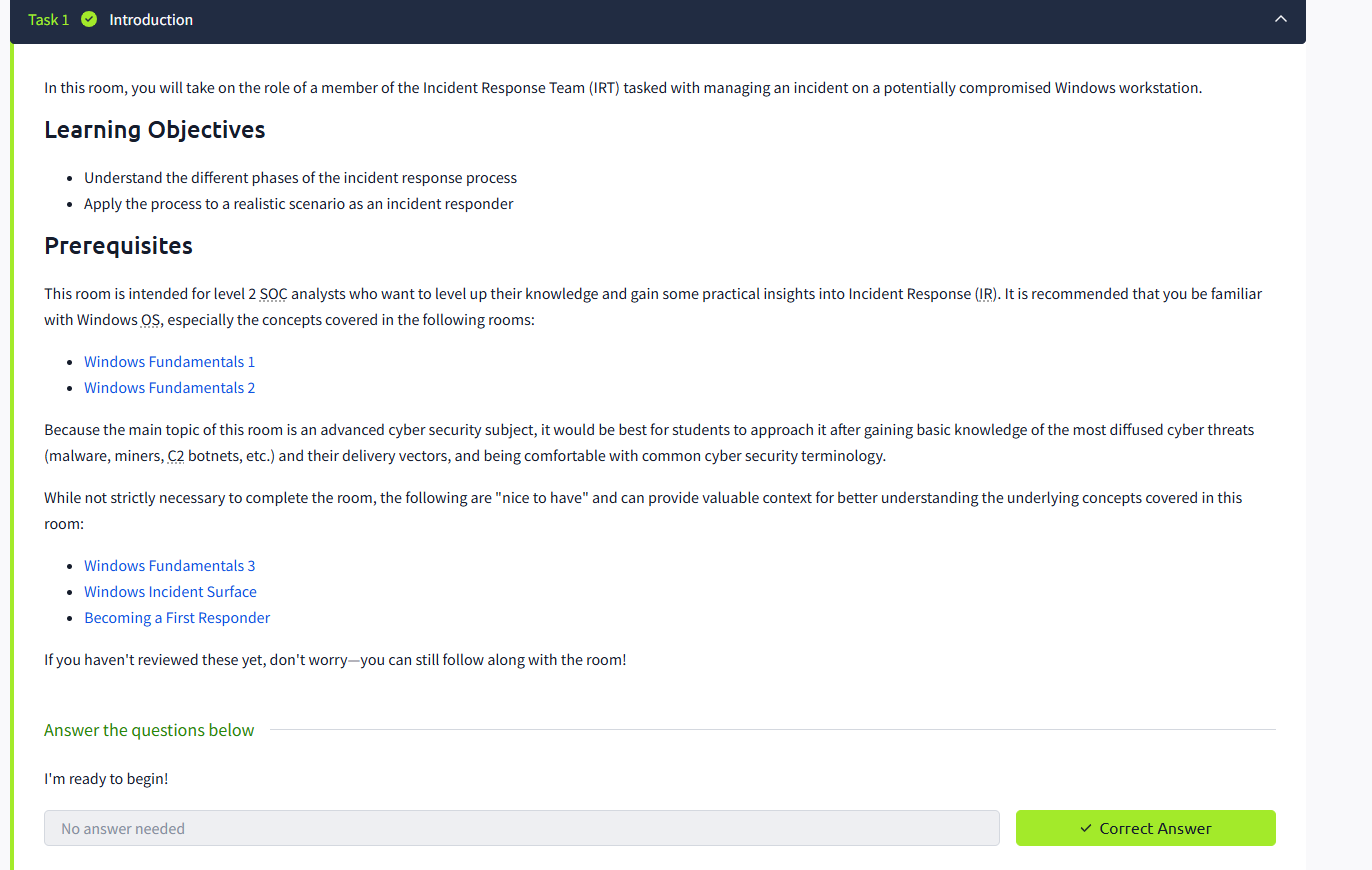 Task 1 Introduction
In this room, you will take on the role of a member of the Incident Response Team (IRT) tasked with managing an incident on a potentially compromised Windows workstation.
Learning Objectives
Understand the different phases of the incident response process
Apply the process to a realistic scenario as an incident responder
Prerequisites
This room is intended for level 2 SOC analysts who want to level up their knowledge and gain some practical insights into Incident Response (IR). It is recommended that you be familiar
with Windows OS, especially the concepts covered in the following rooms:
Windows Fundamentals 1
Windows Fundamentals 2
Because the main topic of this room is an advanced cyber security subject, it would be best for students to approach it after gaining basic knowledge of the most diffused cyber threats
(malware, miners, C2 botnets, etc.) and their delivery vectors, and being comfortable with common cyber security terminology.
While not strictly necessary to complete the room, the following are "nice to have" and can provide valuable context for better understanding the underlying concepts covered in this
room:
Windows Fundamentals 3
Windows Incident Surface
Becoming a First Responder
If you haven't reviewed these yet, don't worry—you can still follow along with the room!
Answer the questions below
I'm ready to begin!
No answer needed
Correct Answer